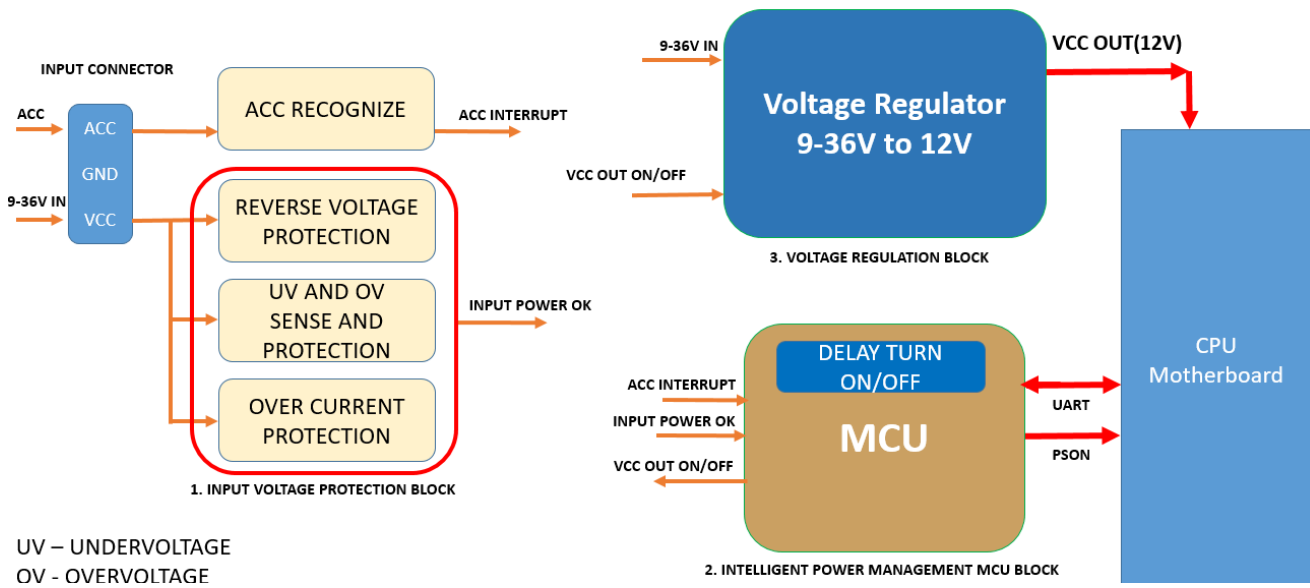 INPUT CONNECTOR
ACC
9-36V IN
ACC
GND
VCC
ACC RECOGNIZE
ACC INTERRUPT
REVERSE VOLTAGE
PROTECTION
UV AND OV
SENSE AND
PROTECTION
OVER CURRENT
PROTECTION
INPUT POWER OK
1. INPUT VOLTAGE PROTECTION BLOCK
UV – UNDERVOLTAGE
OV - OVERVOLTAGE
9-36V IN
VCC OUT ON/OFF
Voltage Regulator
9-36V to 12V
VCC OUT(12V)
3. VOLTAGE REGULATION BLOCK
DELAY TURN
ON/OFF
MCU
ACC INTERRUPT
INPUT POWER OK
VCC OUT ON/OFF
UART
PSON
2. INTELLIGENT POWER MANAGEMENT MCU BLOCK
CPU
Motherboard